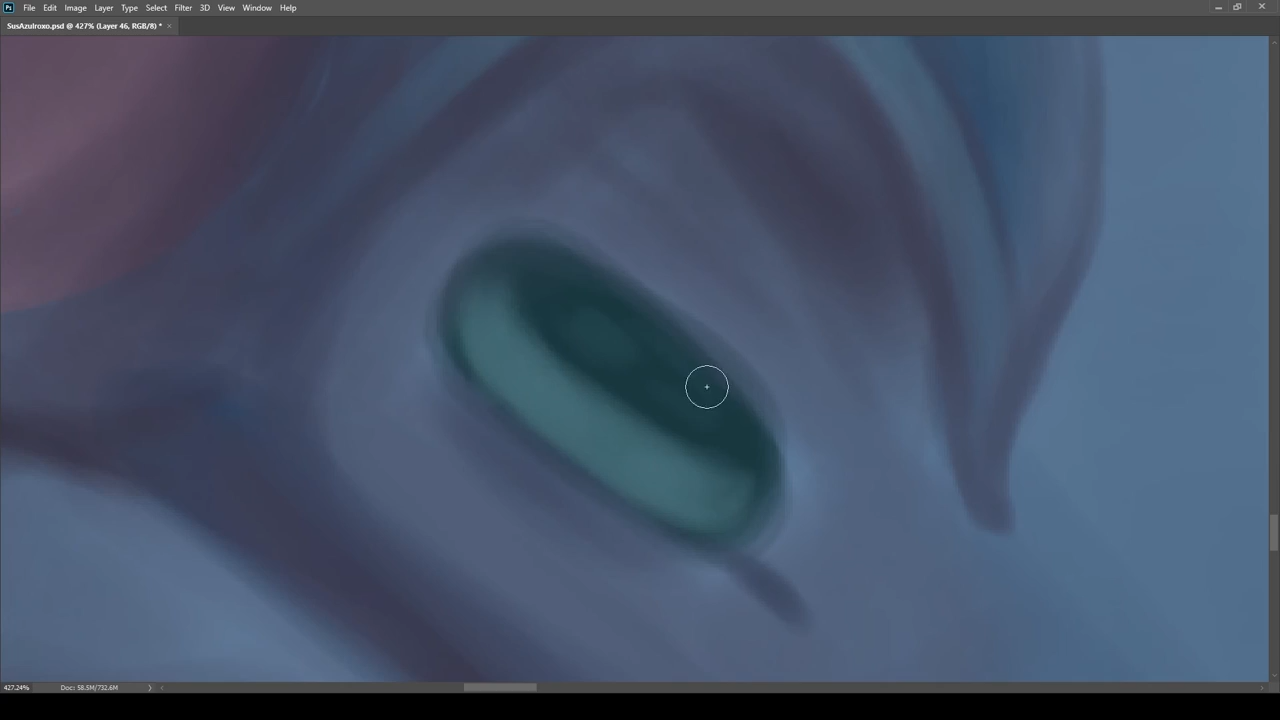 Ps File Edit Image Layer Type Select Filter 3D View Window Help
SusAzulroxo.psd @ 427% (Layer 46, RGB/8) *
427.24% Doc: 58.5M/732.6M